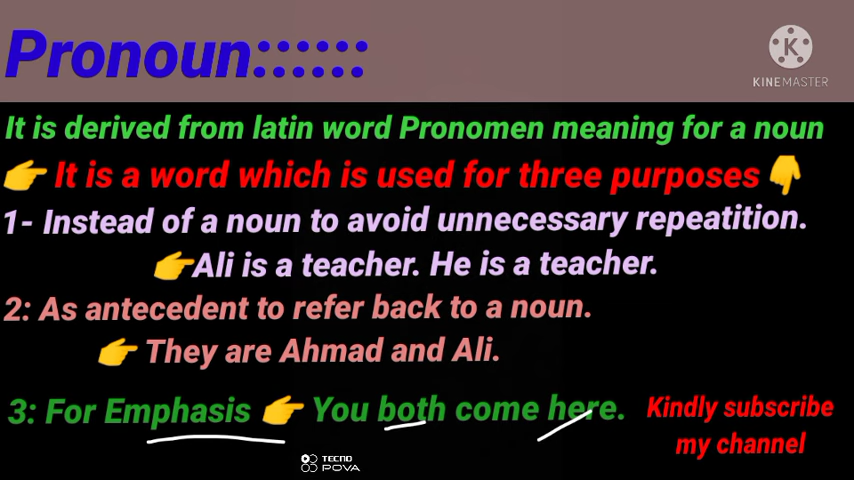 Pronoun::::::
KINEMASTER
It is derived from latin word Pronomen meaning for a noun
👉 It is a word which is used for three purposes 👇
1- Instead of a noun to avoid unnecessary repeatition.
👉Ali is a teacher. He is a teacher.
2: As antecedent to refer back to a noun.
👉 They are Ahmad and Ali.
3: For Emphasis 👉 You both come here.
Kindly subscribe
my channel
TECNO
POVA